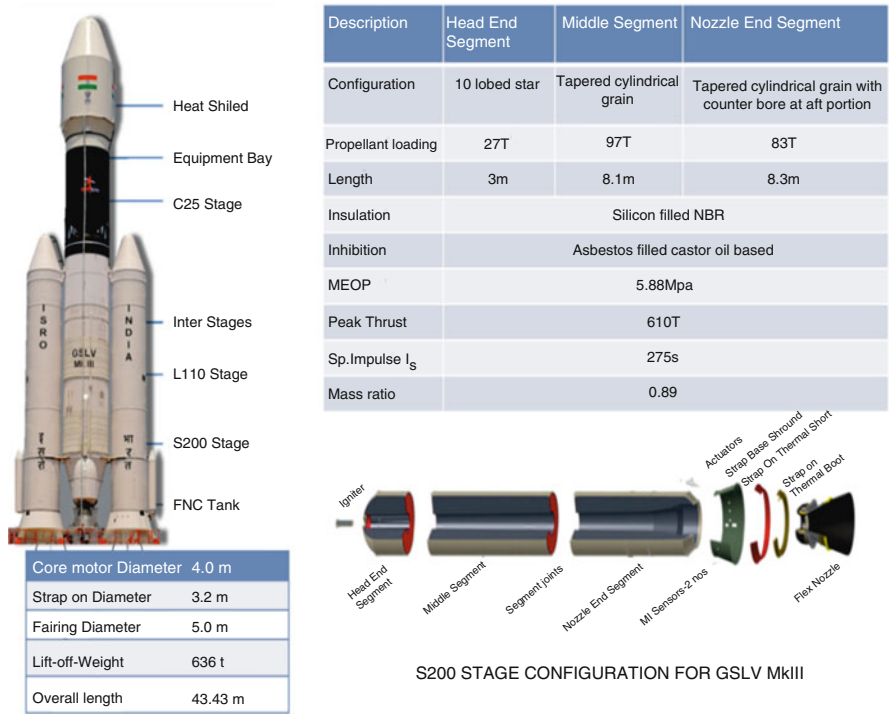 Heat Shiled
Equipment Bay
C25 Stage
Inter Stages
L110 Stage
S200 Stage
FNC Tank
I
S
R
O
I
N
D
I
A
GSLV
MK III
इसरो
भारत
Core motor Diameter 4.0 m
Strap on Diameter 3.2 m
Fairing Diameter 5.0 m
Lift-off-Weight 636 t
Overall length 43.43 m
Description Head End Middle Segment Nozzle End Segment
Segment
Configuration 10 lobed star Tapered cylindrical Tapered cylindrical grain with
grain counter bore at aft portion
Propellant loading 27T 97T 83T
Length 3m 8.1m 8.3m
Insulation Silicon filled NBR
Inhibition Asbestos filled castor oil based
MEOP 5.88Mpa
Peak Thrust 610T
Sp.Impulse IS 275s
Mass ratio 0.89
Igniter
Head End
Segment
Middle Segment
Segment joints
Nozzle End Segment
MI Sensors-2 nos
Actuators
Strap Base Shround
Strap On Thermal Short
Strap on
Thermal Boot
Flex Nozzle
S200 STAGE CONFIGURATION FOR GSLV MkIII